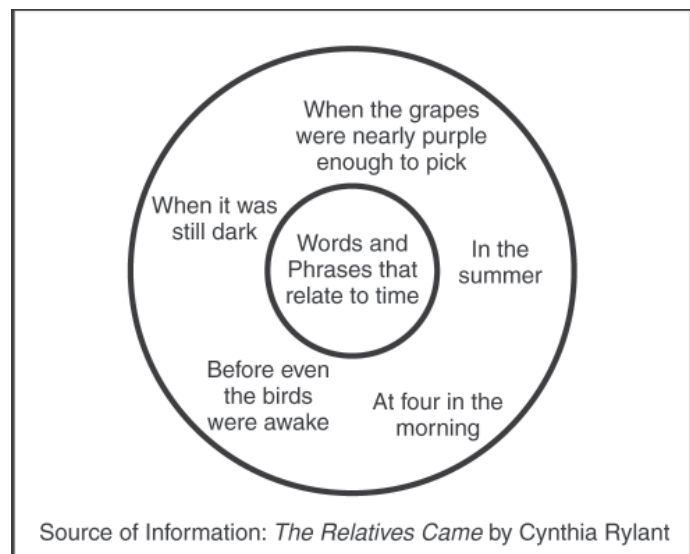 When the grapes
were nearly purple
enough to pick
When it was
still dark
Words and
Phrases that
relate to time
In the
summer
Before even
the birds
were awake
At four in the
morning
Source of Information: The Relatives Came by Cynthia Rylant